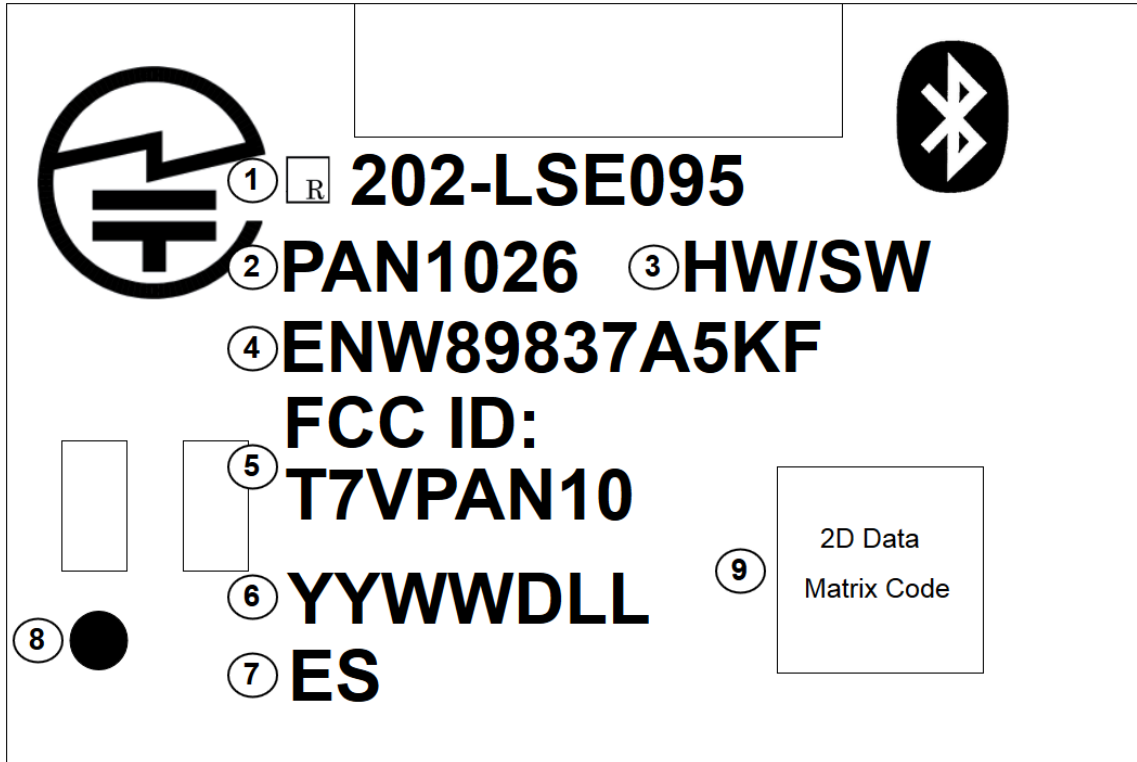 1 R 202-LSE095
2 PAN1026 3 HW/SW
4 ENW89837A5KF
FCC ID:
5 T7VPAN10
9 2D Data
Matrix Code
6 YYWWDLL
8
7 ES